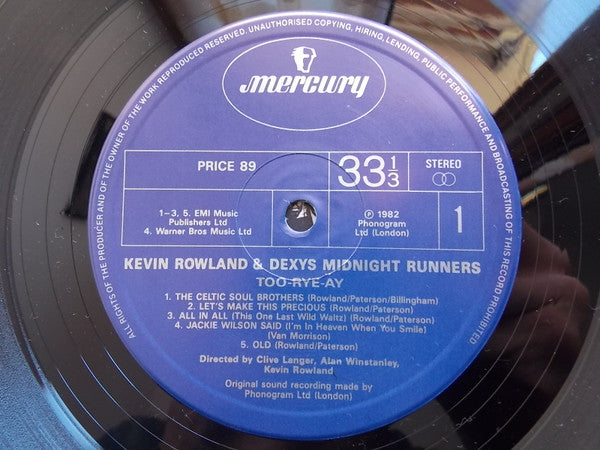 ALL RIGHTS OF THE PRODUCER AND OF THE OWNER OF THE WORK REPRODUCED RESERVED. UNAUTHORISED COPYING, HIRING, LENDING, PUBLIC PERFORMANCE AND BROADCASTING OF THIS RECORD PROHIBITED
mercury
PRICE 89
33 1/3
STEREO
1–3, 5. EMI Music
Publishers Ltd
4. Warner Bros Music Ltd
℗ 1982
Phonogram
Ltd (London)
1
KEVIN ROWLAND & DEXYS MIDNIGHT RUNNERS
TOO-RYE-AY
1. THE CELTIC SOUL BROTHERS (Rowland/Paterson/Billingham)
2. LET'S MAKE THIS PRECIOUS (Rowland/Paterson)
3. ALL IN ALL (This One Last Wild Waltz) (Rowland/Paterson)
4. JACKIE WILSON SAID (I'm In Heaven When You Smile)
(Van Morrison)
5. OLD (Rowland/Paterson)
Directed by Clive Langer, Alan Winstanley,
Kevin Rowland
Original sound recording made by
Phonogram Ltd (London)